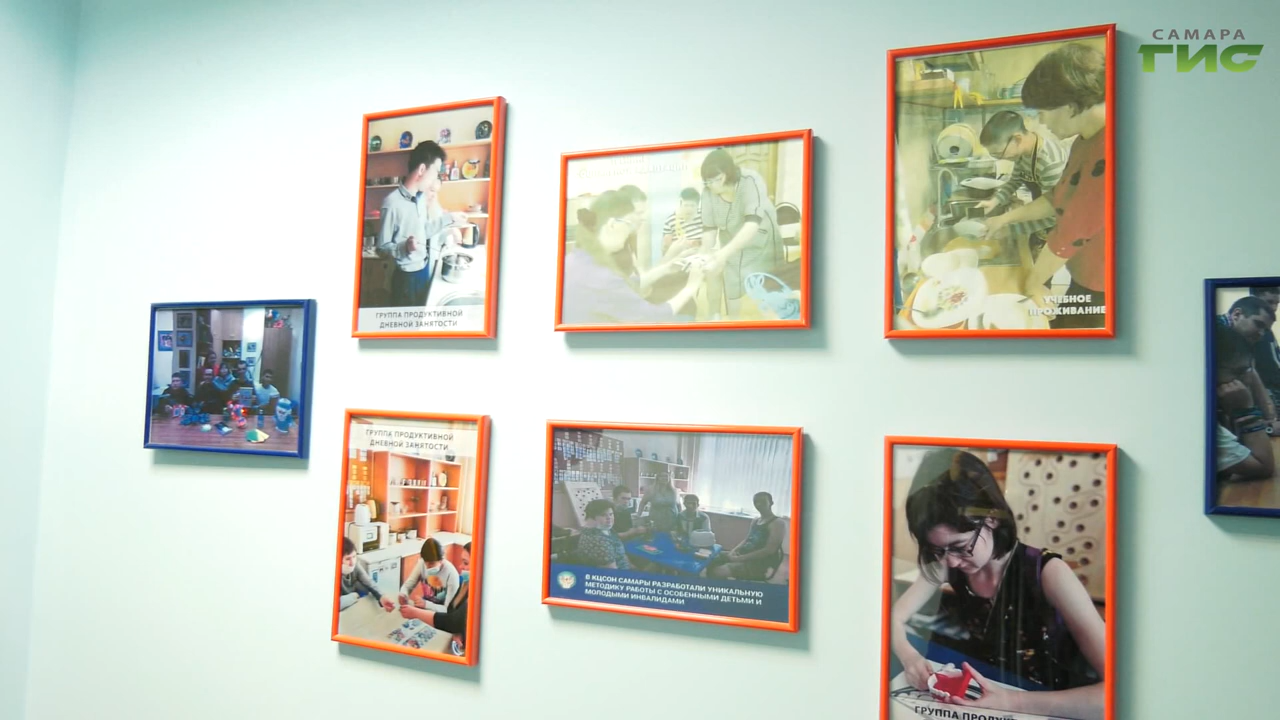 САМАРА
ГИС
ГРУППА ПРОДУКТИВНОЙ
ДНЕВНОЙ ЗАНЯТОСТИ
УЧЕБНОЕ
ПРОЖИВАНИЕ
ГРУППА ПРОДУКТИВНОЙ
ДНЕВНОЙ ЗАНЯТОСТИ
В КЦСОН САМАРЫ РАЗРАБОТАЛИ УНИКАЛЬНУЮ
МЕТОДИКУ РАБОТЫ С ОСОБЕННЫМИ ДЕТЬМИ И
МОЛОДЫМИ ИНВАЛИДАМИ
ГРУППА